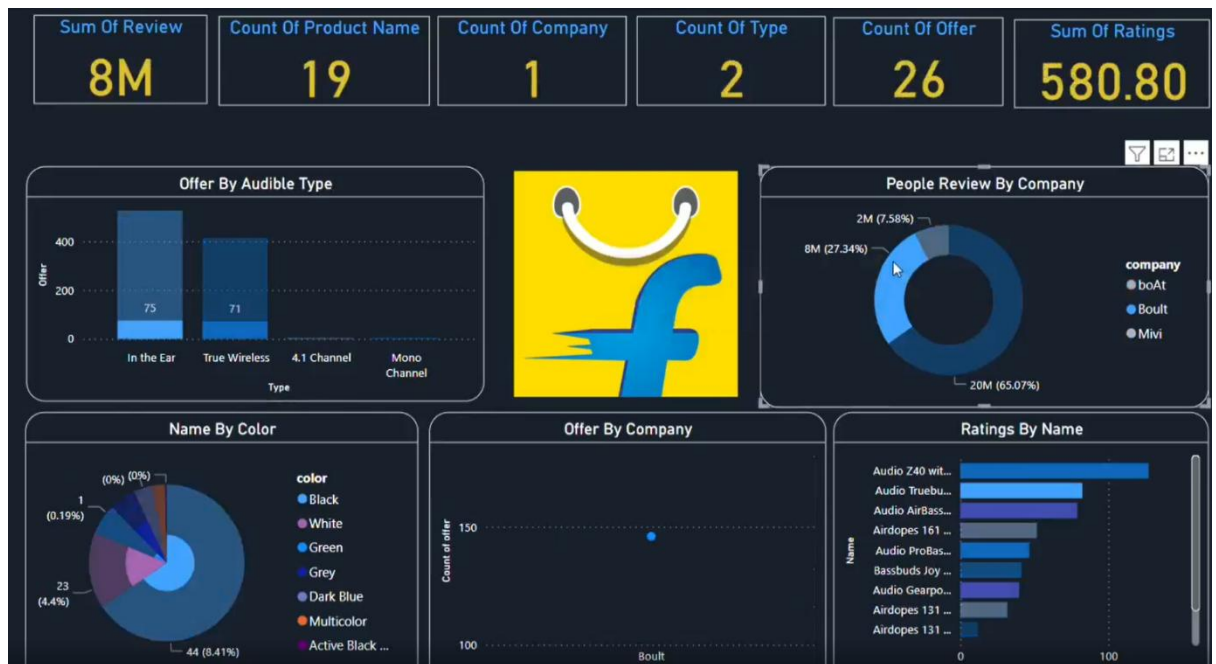 Sum Of Review
8M
Count Of Product Name
19
Count Of Company
1
Count Of Type
2
Count Of Offer
26
Sum Of Ratings
580.80
Offer By Audible Type
400
200
0
Offer
75
71
In the Ear
True Wireless
4.1 Channel
Mono
Channel
Type
People Review By Company
2M (7.58%)
8M (27.34%)
20M (65.07%)
company
boAt
Boult
Mivi
Name By Color
(0%)
(0%)
1
(0.19%)
23
(4.4%)
44 (8.41%)
color
Black
White
Green
Grey
Dark Blue
Multicolor
Active Black ...
Offer By Company
150
100
Count of offer
Boult
Ratings By Name
Name
Audio Z40 wit...
Audio Truebu...
Audio AirBass...
Airdopes 161 ...
Audio ProBas...
Bassbuds Joy ...
Audio Gearpo...
Airdopes 131 ...
Airdopes 131 ...
0
100